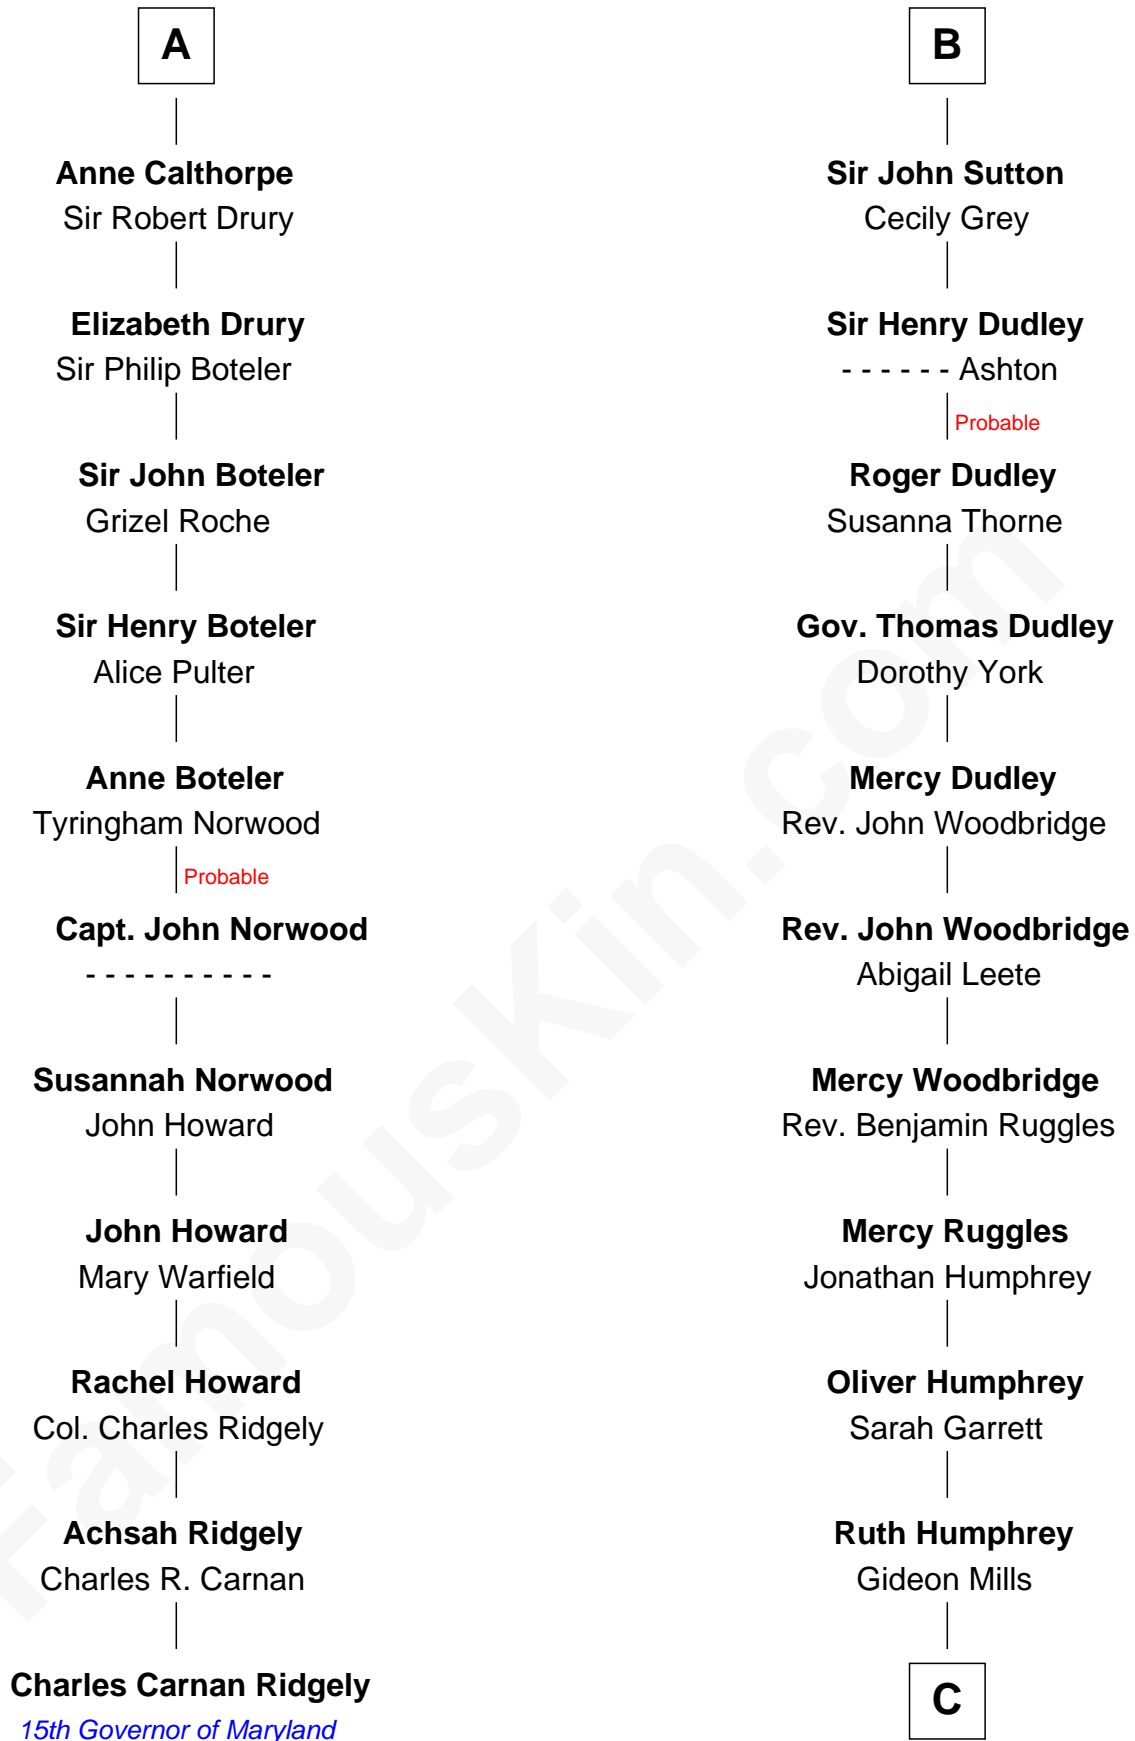 A
Anne Calthorpe
Sir Robert Drury
Elizabeth Drury
Sir Philip Boteler
Sir John Boteler
Grizel Roche
Sir Henry Boteler
Alice Pulter
Anne Boteler
Tyringham Norwood
Probable
Capt. John Norwood
- - - - - - - - - -
Susannah Norwood
John Howard
John Howard
Mary Warfield
Rachel Howard
Col. Charles Ridgely
Achsah Ridgely
Charles R. Carnan
Charles Carnan Ridgely
15th Governor of Maryland
B
Sir John Sutton
Cecily Grey
Sir Henry Dudley
- - - - - - Ashton
Probable
Roger Dudley
Susanna Thorne
Gov. Thomas Dudley
Dorothy York
Mercy Dudley
Rev. John Woodbridge
Rev. John Woodbridge
Abigail Leete
Mercy Woodbridge
Rev. Benjamin Ruggles
Mercy Ruggles
Jonathan Humphrey
Oliver Humphrey
Sarah Garrett
Ruth Humphrey
Gideon Mills
C
FamousKin.com